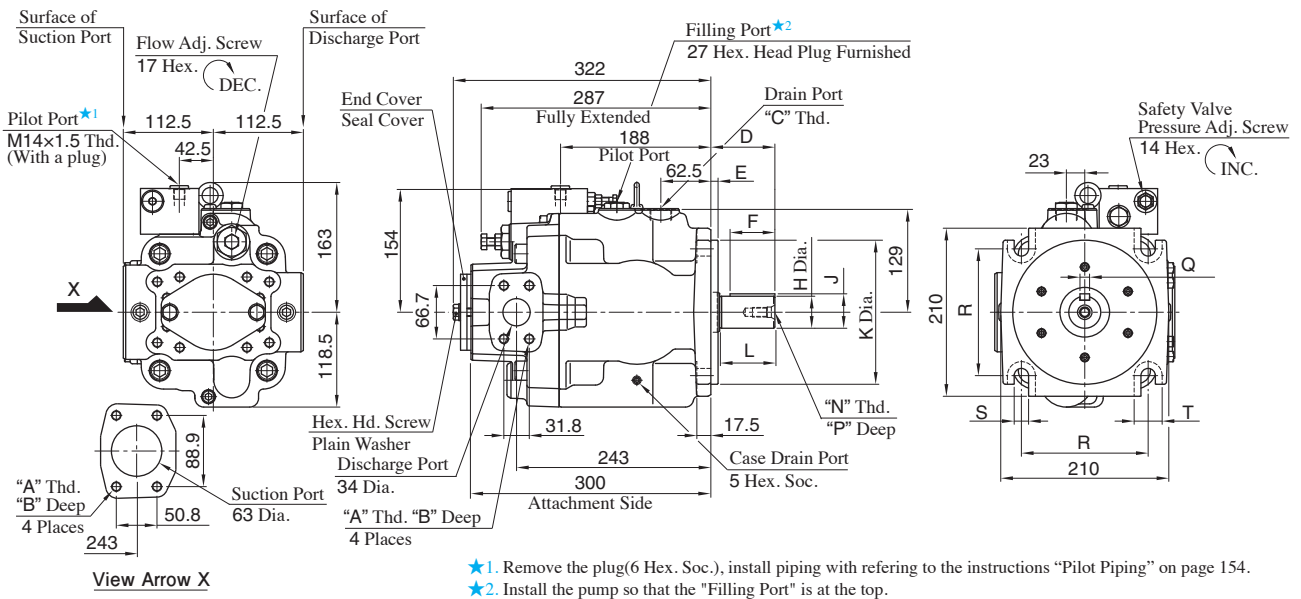 Surface of
Suction Port
Surface of
Discharge Port
Flow Adj. Screw
17 Hex.
DEC.
Pilot Port★1
M14×1.5 Thd.
(With a plug)
112.5
112.5
42.5
163
118.5
X
End Cover
Seal Cover
Filling Port★2
27 Hex. Head Plug Furnished
322
287
Fully Extended
188
Pilot Port
Drain Port
"C" Thd.
D
62.5
E
F
154
66.7
H Dia.
J
K Dia.
129
L
"N" Thd.
"P" Deep
Hex. Hd. Screw
Plain Washer
Discharge Port
34 Dia.
31.8
17.5
243
300
Attachment Side
Case Drain Port
5 Hex. Soc.
"A" Thd. "B" Deep
4 Places
Safety Valve
Pressure Adj. Screw
14 Hex.
INC.
23
Q
210
R
S
T
R
210
"A" Thd.
"B" Deep
4 Places
88.9
Suction Port
63 Dia.
50.8
243
View Arrow X
★1. Remove the plug(6 Hex. Soc.), install piping with refering to the instructions “Pilot Piping” on page 154.
★2. Install the pump so that the "Filling Port" is at the top.